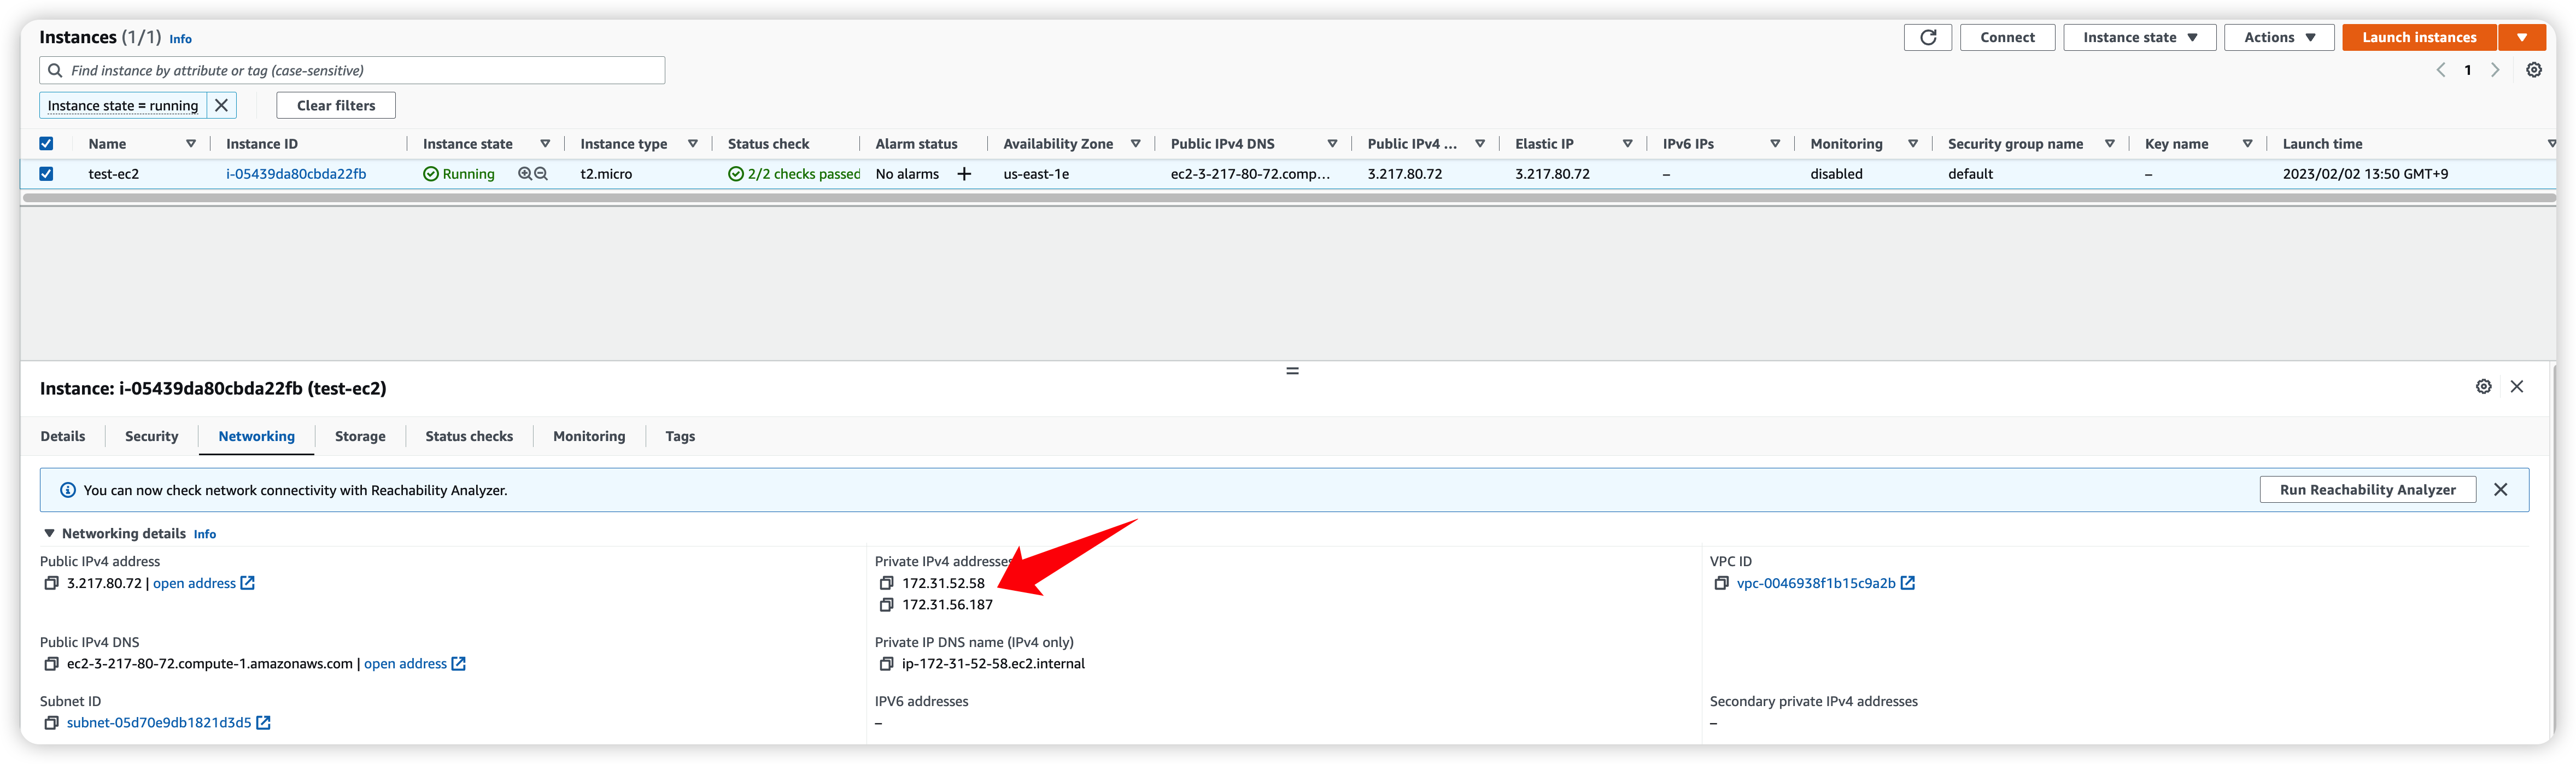 Instances (1/1) Info
Connect
Instance state
Actions
Launch instances
Find instance by attribute or tag (case-sensitive)
1
Instance state = running
Clear filters
Name Instance ID Instance state Instance type Status check Alarm status Availability Zone Public IPv4 DNS Public IPv4 ... Elastic IP IPv6 IPs Monitoring Security group name Key name Launch time
test-ec2 i-05439da80cbda22fb Running t2.micro 2/2 checks passed No alarms + us-east-1e ec2-3-217-80-72.comp... 3.217.80.72 3.217.80.72 – disabled default – 2023/02/02 13:50 GMT+9
Instance: i-05439da80cbda22fb (test-ec2)
Details Security Networking Storage Status checks Monitoring Tags
You can now check network connectivity with Reachability Analyzer.
Run Reachability Analyzer
Networking details Info
Public IPv4 address
3.217.80.72 | open address
Private IPv4 addresses
172.31.52.58
172.31.56.187
VPC ID
vpc-0046938f1b15c9a2b
Public IPv4 DNS
ec2-3-217-80-72.compute-1.amazonaws.com | open address
Private IP DNS name (IPv4 only)
ip-172-31-52-58.ec2.internal
Subnet ID
subnet-05d70e9db1821d3d5
IPV6 addresses
–
Secondary private IPv4 addresses
–